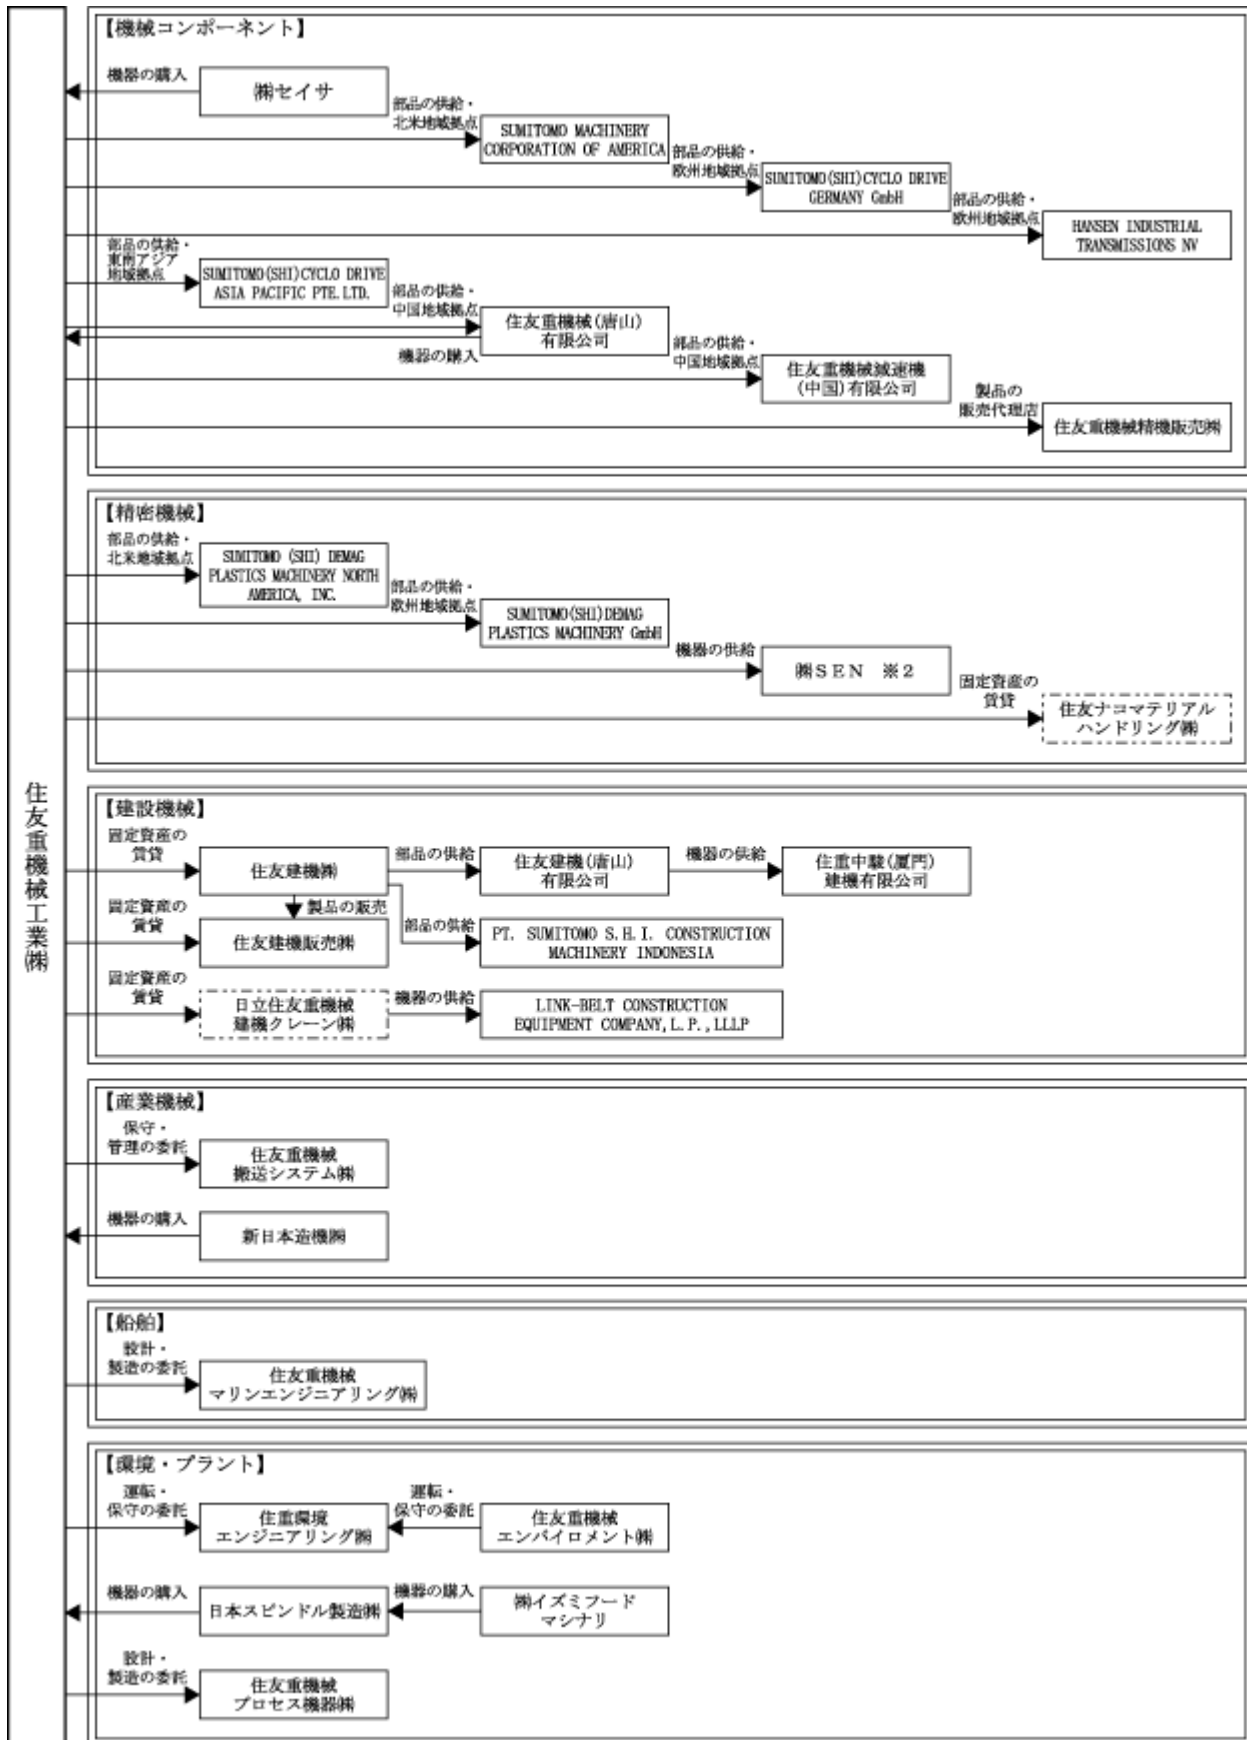 住友重機械工業㈱
【機械コンポーネント】
機器の購入
㈱セイサ
部品の供給・
北米地域拠点
SUMITOMO MACHINERY
CORPORATION OF AMERICA
部品の供給・
欧州地域拠点
SUMITOMO(SHI)CYCLO DRIVE
GERMANY GmbH
部品の供給・
欧州地域拠点
HANSEN INDUSTRIAL
TRANSMISSIONS NV
部品の供給・
東南アジア
地域拠点
SUMITOMO(SHI)CYCLO DRIVE
ASIA PACIFIC PTE.LTD.
部品の供給・
中国地域拠点
住友重機械(唐山)
有限公司
機器の購入
部品の供給・
中国地域拠点
住友重機械減速機
(中国)有限公司
製品の
販売代理店
住友重機械精機販売㈱
【精密機械】
部品の供給・
北米地域拠点
SUMITOMO (SHI) DEMAG
PLASTICS MACHINERY NORTH
AMERICA, INC.
部品の供給・
欧州地域拠点
SUMITOMO(SHI)DEMAG
PLASTICS MACHINERY GmbH
機器の供給
㈱ＳＥＮ ※２
固定資産の
賃貸
住友ナコマテリアル
ハンドリング㈱
【建設機械】
固定資産の
賃貸
住友建機㈱
部品の供給
住友建機(唐山)
有限公司
機器の供給
住重中駿(厦門)
建機有限公司
製品の販売
固定資産の
賃貸
住友建機販売㈱
部品の供給
PT. SUMITOMO S.H.I. CONSTRUCTION
MACHINERY INDONESIA
固定資産の
賃貸
日立住友重機械
建機クレーン㈱
機器の供給
LINK-BELT CONSTRUCTION
EQUIPMENT COMPANY,L.P.,LLLP
【産業機械】
保守・
管理の委託
住友重機械
搬送システム㈱
機器の購入
新日本造機㈱
【船舶】
設計・
製造の委託
住友重機械
マリンエンジニアリング㈱
【環境・プラント】
運転・
保守の委託
住重環境
エンジニアリング㈱
運転・
保守の委託
住友重機械
エンバイロメント㈱
機器の購入
日本スピンドル製造㈱
機器の購入
㈱イズミフード
マシナリ
設計・
製造の委託
住友重機械
プロセス機器㈱